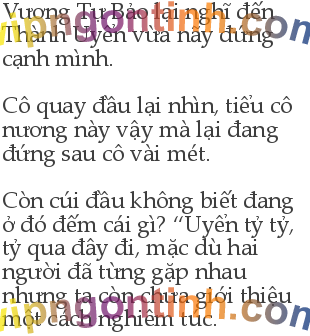 Vương Tư Bảo lại nghĩ đến
Thành Uyển vừa nãy đứng
cạnh mình.

Cô quay đầu lại nhìn, tiểu cô
nương này vậy mà lại đang
đứng sau cô vài mét.

Còn cúi đầu không biết đang
ở đó đếm cái gì? “Uyển tỷ tỷ,
tỷ qua đây đi, mặc dù hai
người đã từng gặp nhau
nhưng ta còn chưa giới thiệu
một cách nghiêm túc.
vipngontinh.com
vipngontinh.com